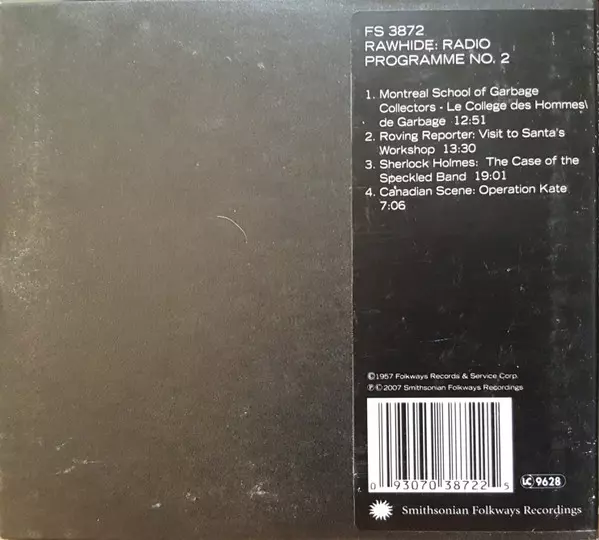 FS 3872
RAWHIDE: RADIO
PROGRAMME NO. 2
1. Montreal School of Garbage
Collectors - Le College des Hommes
de Garbage 12:51
2. Roving Reporter: Visit to Santa's
Workshop 13:30
3. Sherlock Holmes: The Case of the
Speckled Band 19:01
4. Canadian Scene: Operation Kate
7:06
©1957 Folkways Records & Service Corp.
℗©2007 Smithsonian Folkways Recordings
0 93070 38722 5
LC 9628
Smithsonian Folkways Recordings